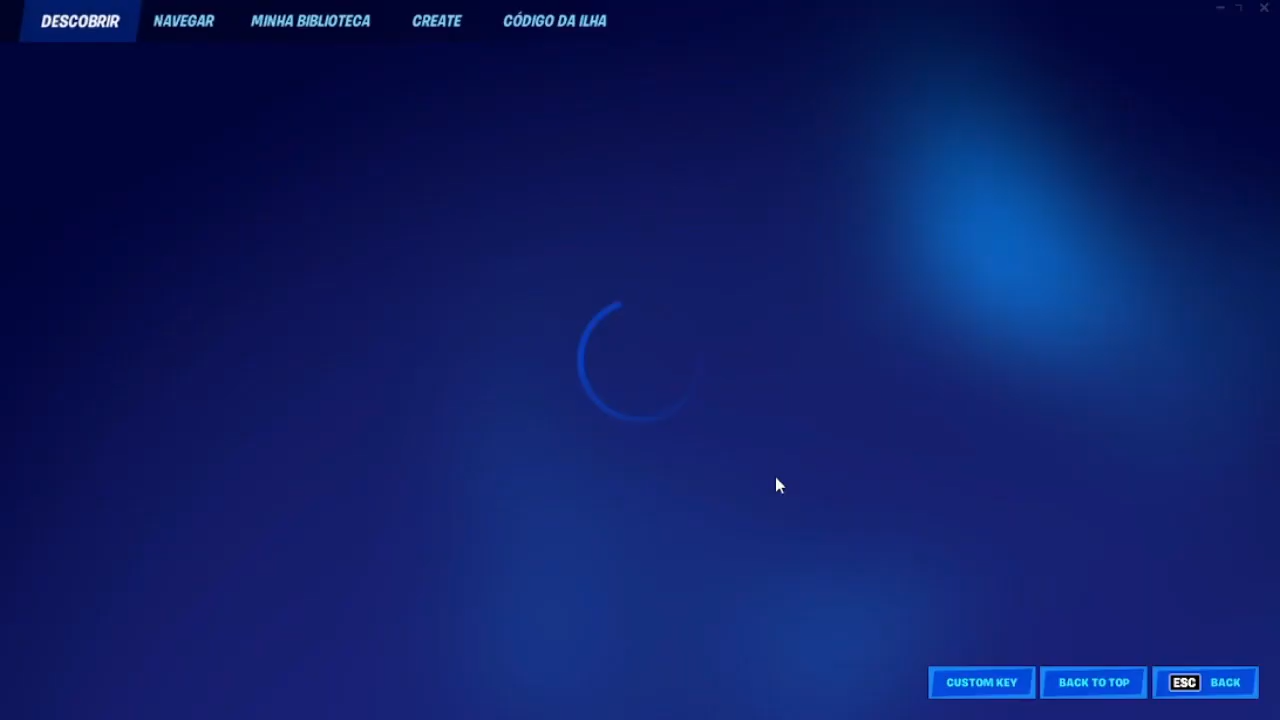 DESCOBRIR NAVEGAR MINHA BIBLIOTECA CREATE CÓDIGO DA ILHA
CUSTOM KEY BACK TO TOP ESC BACK